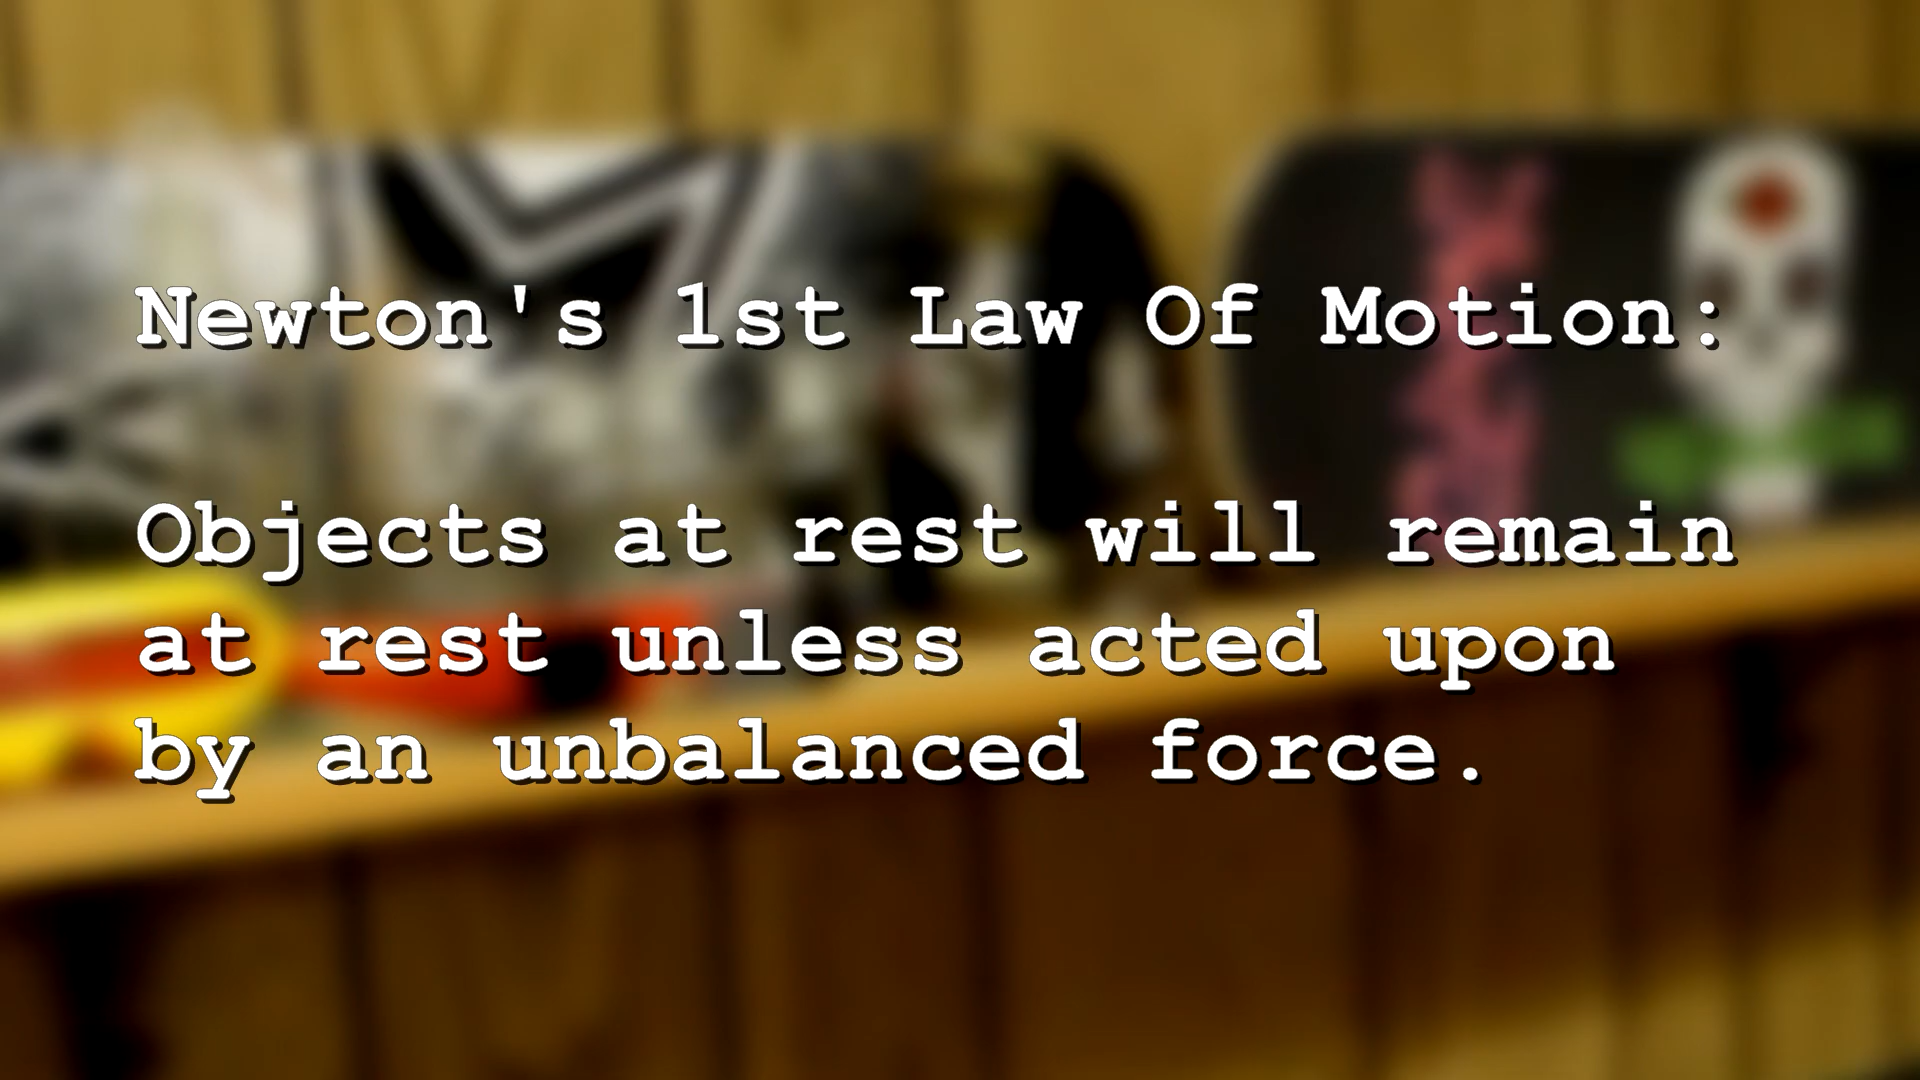 Newton's 1st Law Of Motion:
Objects at rest will remain
at rest unless acted upon
by an unbalanced force.